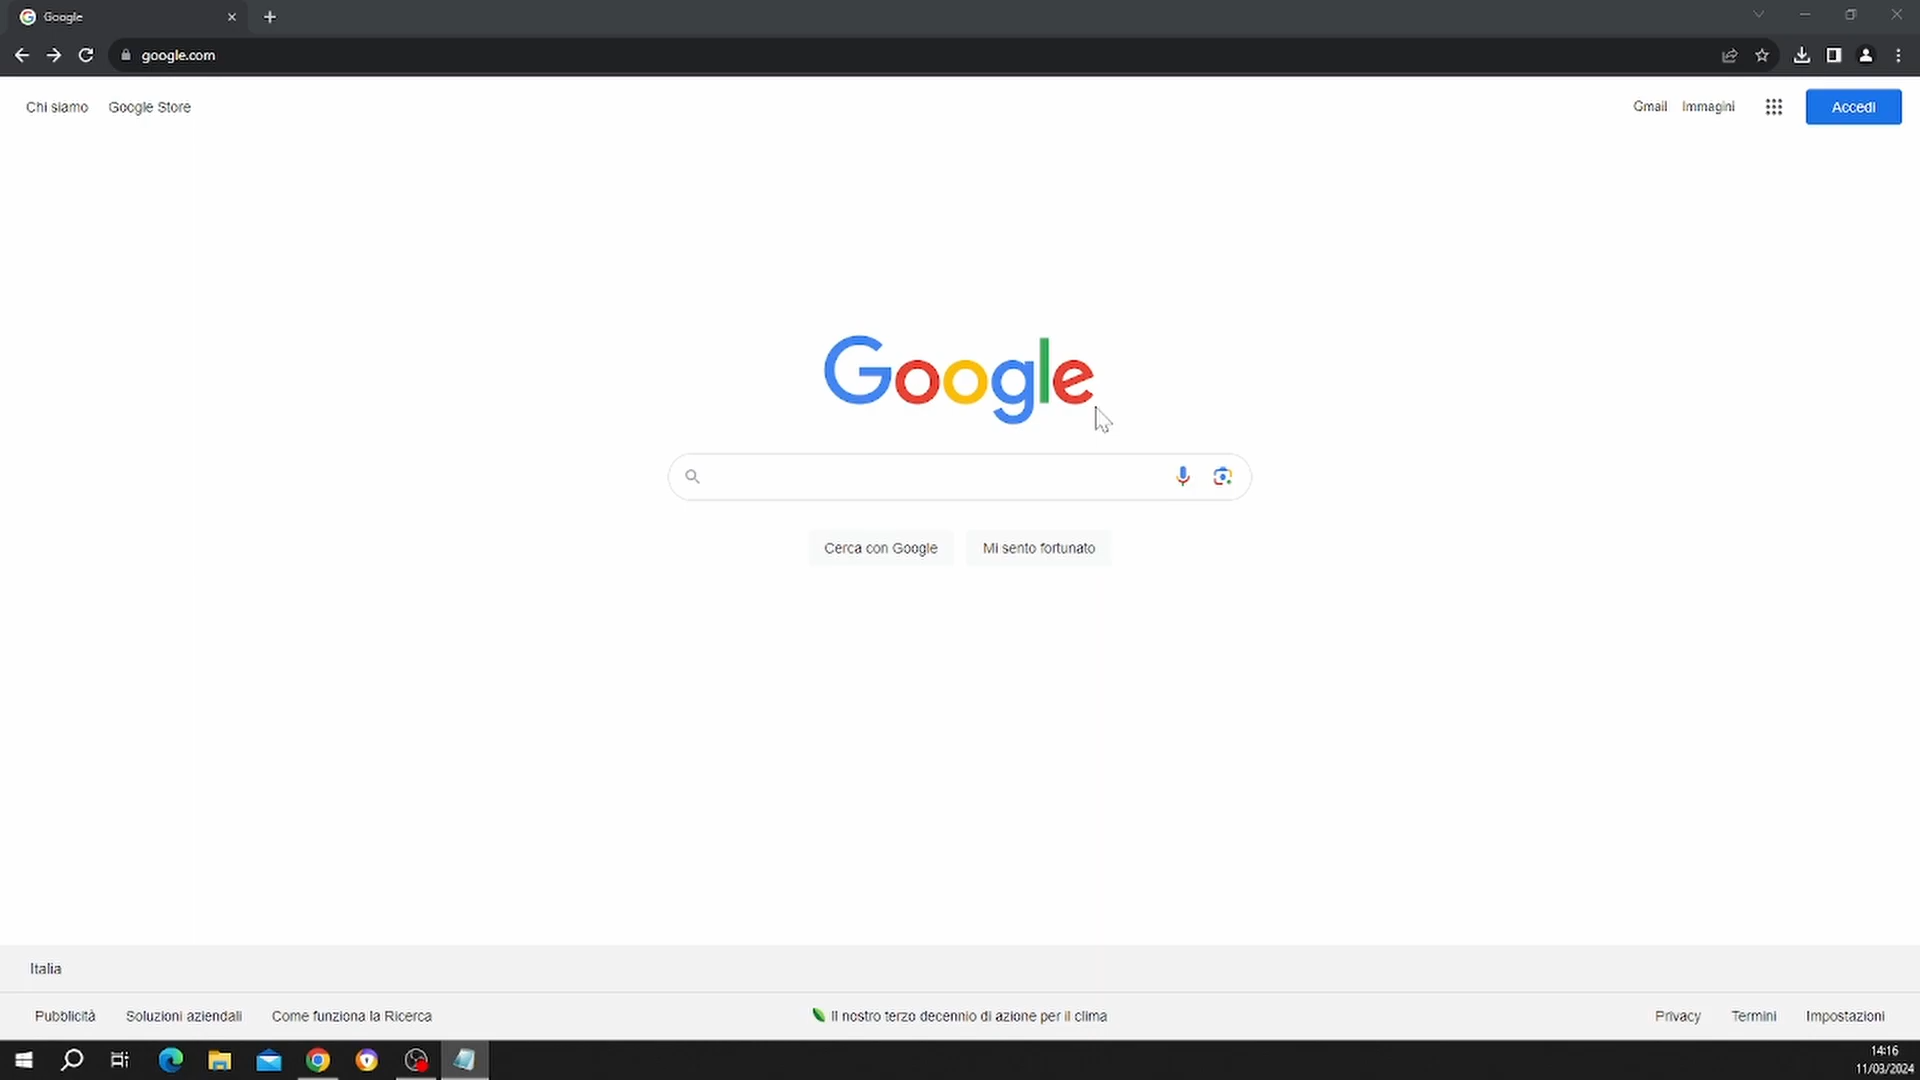 Google
google.com
Chi siamo Google Store
Gmail Immagini Accedi
Google
Cerca con Google Mi sento fortunato
Italia
Pubblicità Soluzioni aziendali Come funziona la Ricerca Il nostro terzo decennio di azione per il clima Privacy Termini Impostazioni
14:16
11/03/2024